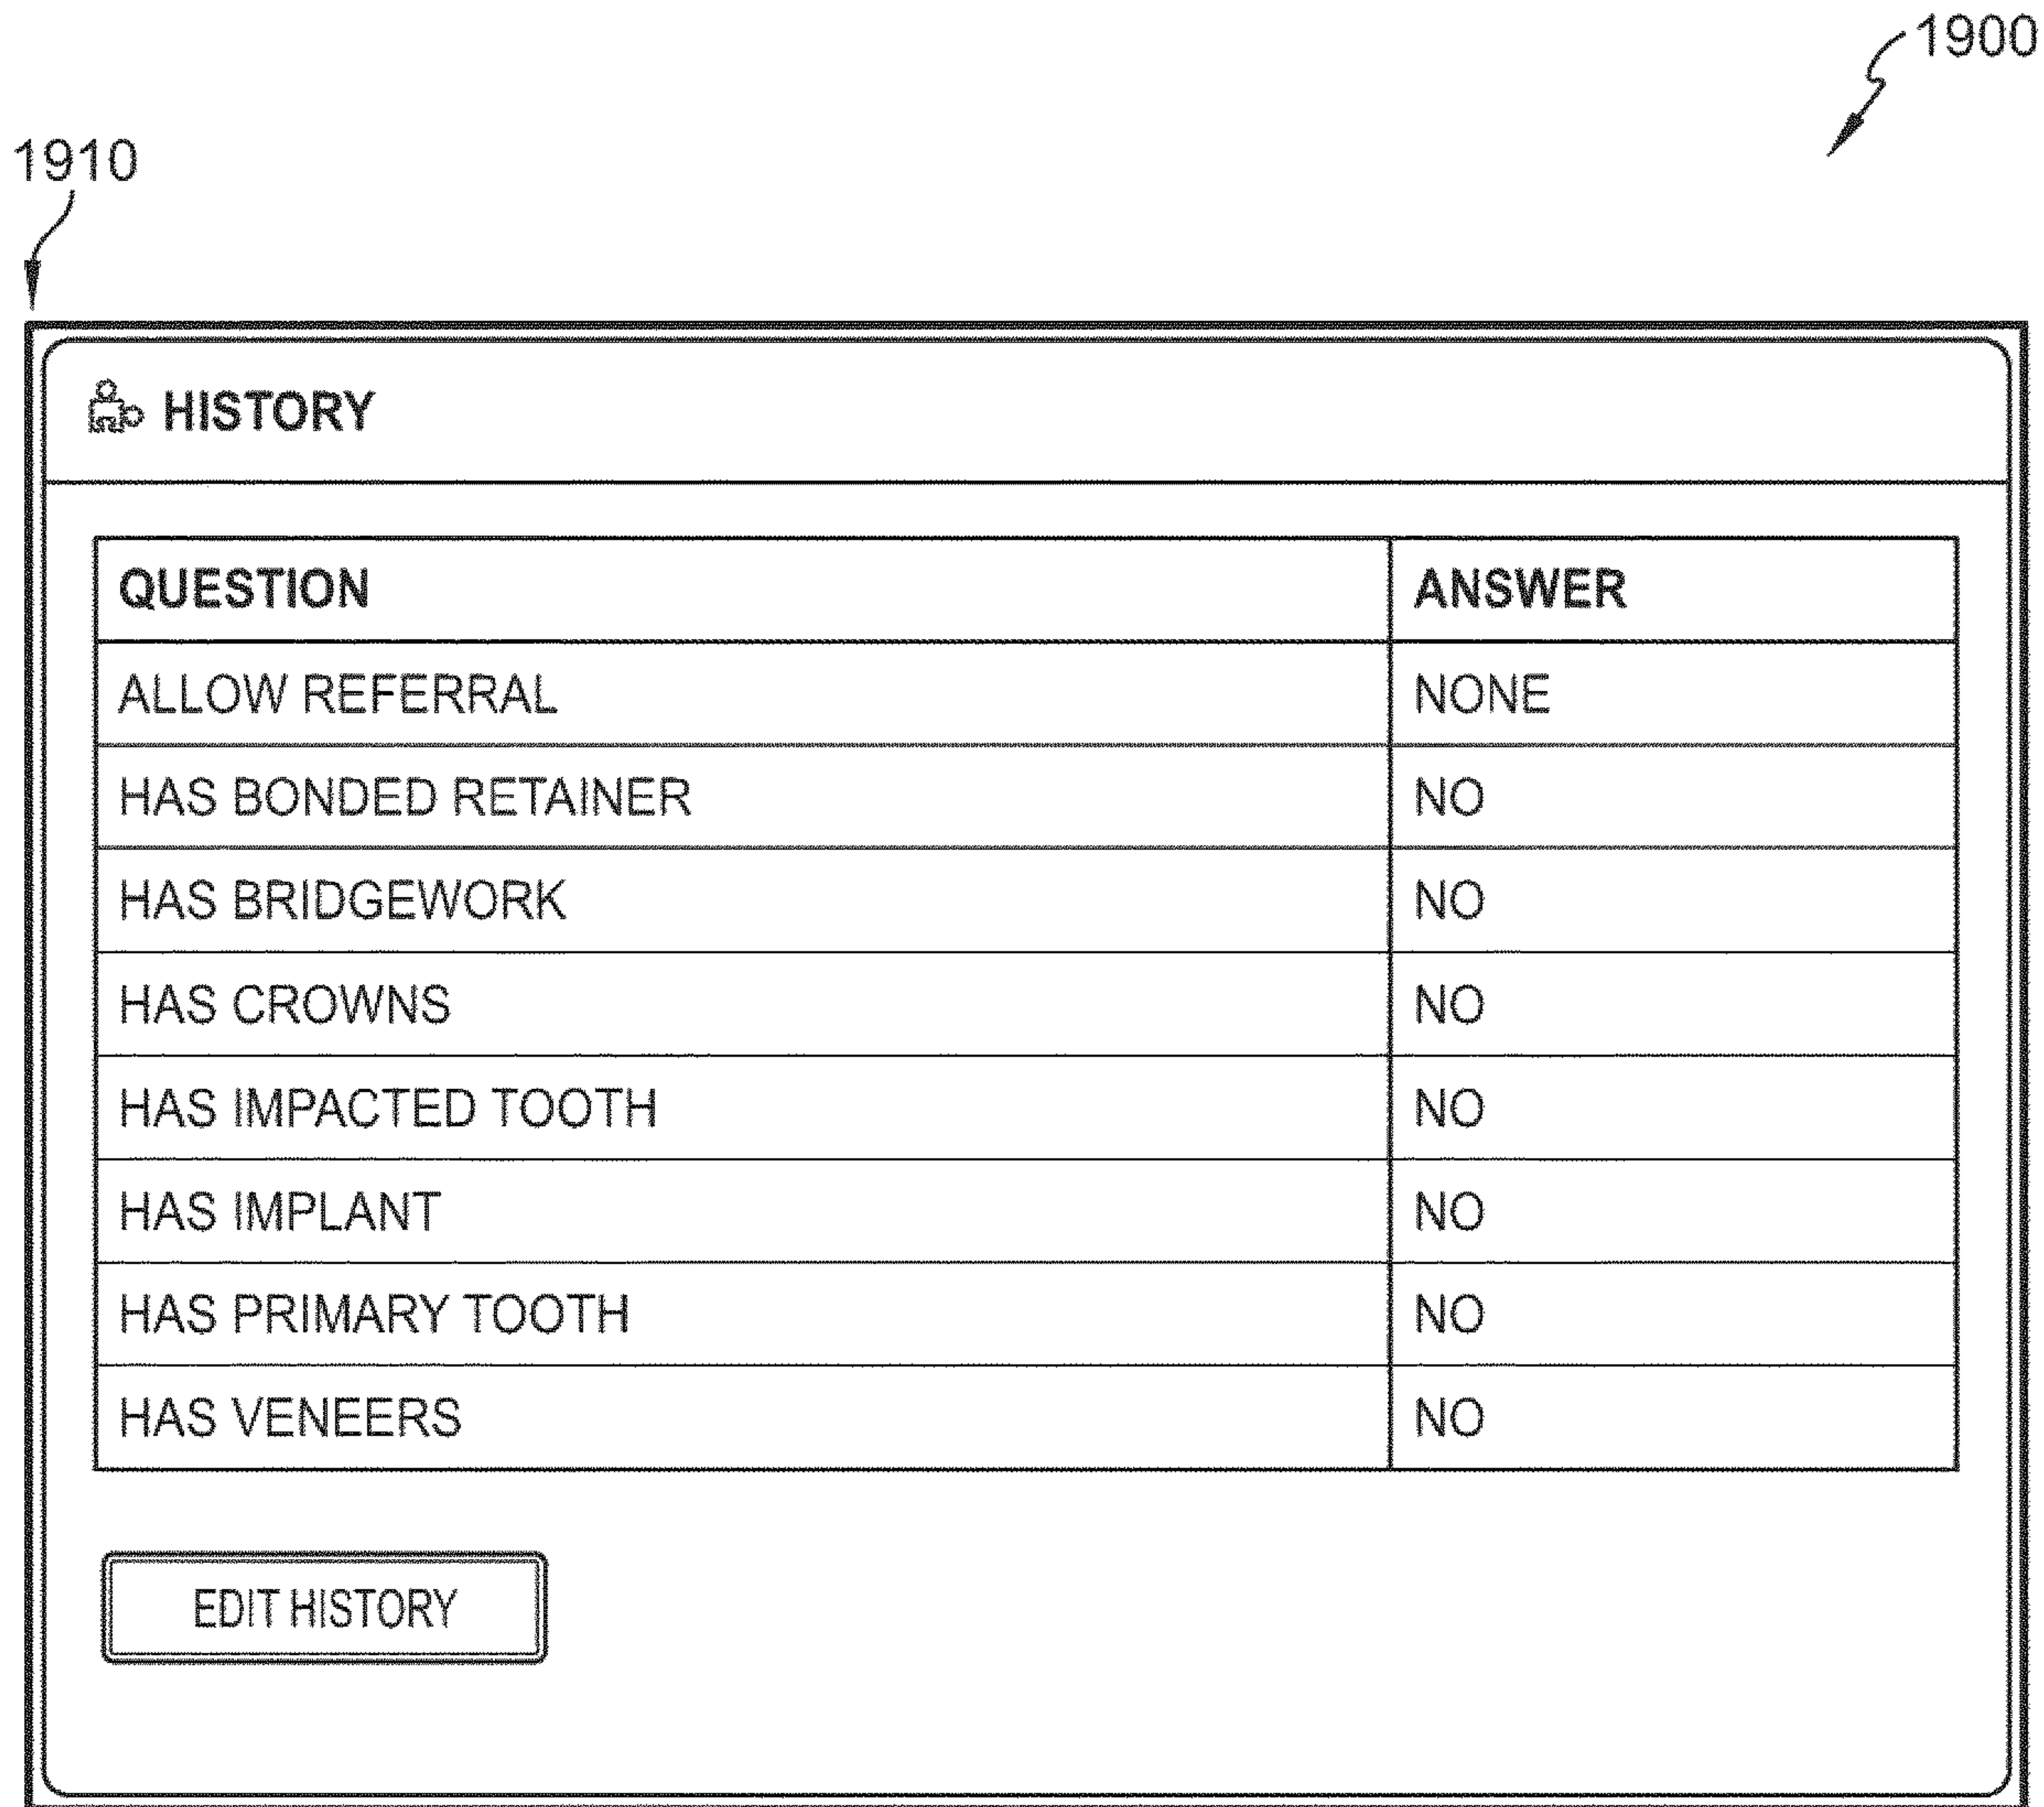 1900
1910
HISTORY
QUESTION ANSWER
ALLOW REFERRAL NONE
HAS BONDED RETAINER NO
HAS BRIDGEWORK NO
HAS CROWNS NO
HAS IMPACTED TOOTH NO
HAS IMPLANT NO
HAS PRIMARY TOOTH NO
HAS VENEERS NO
EDIT HISTORY